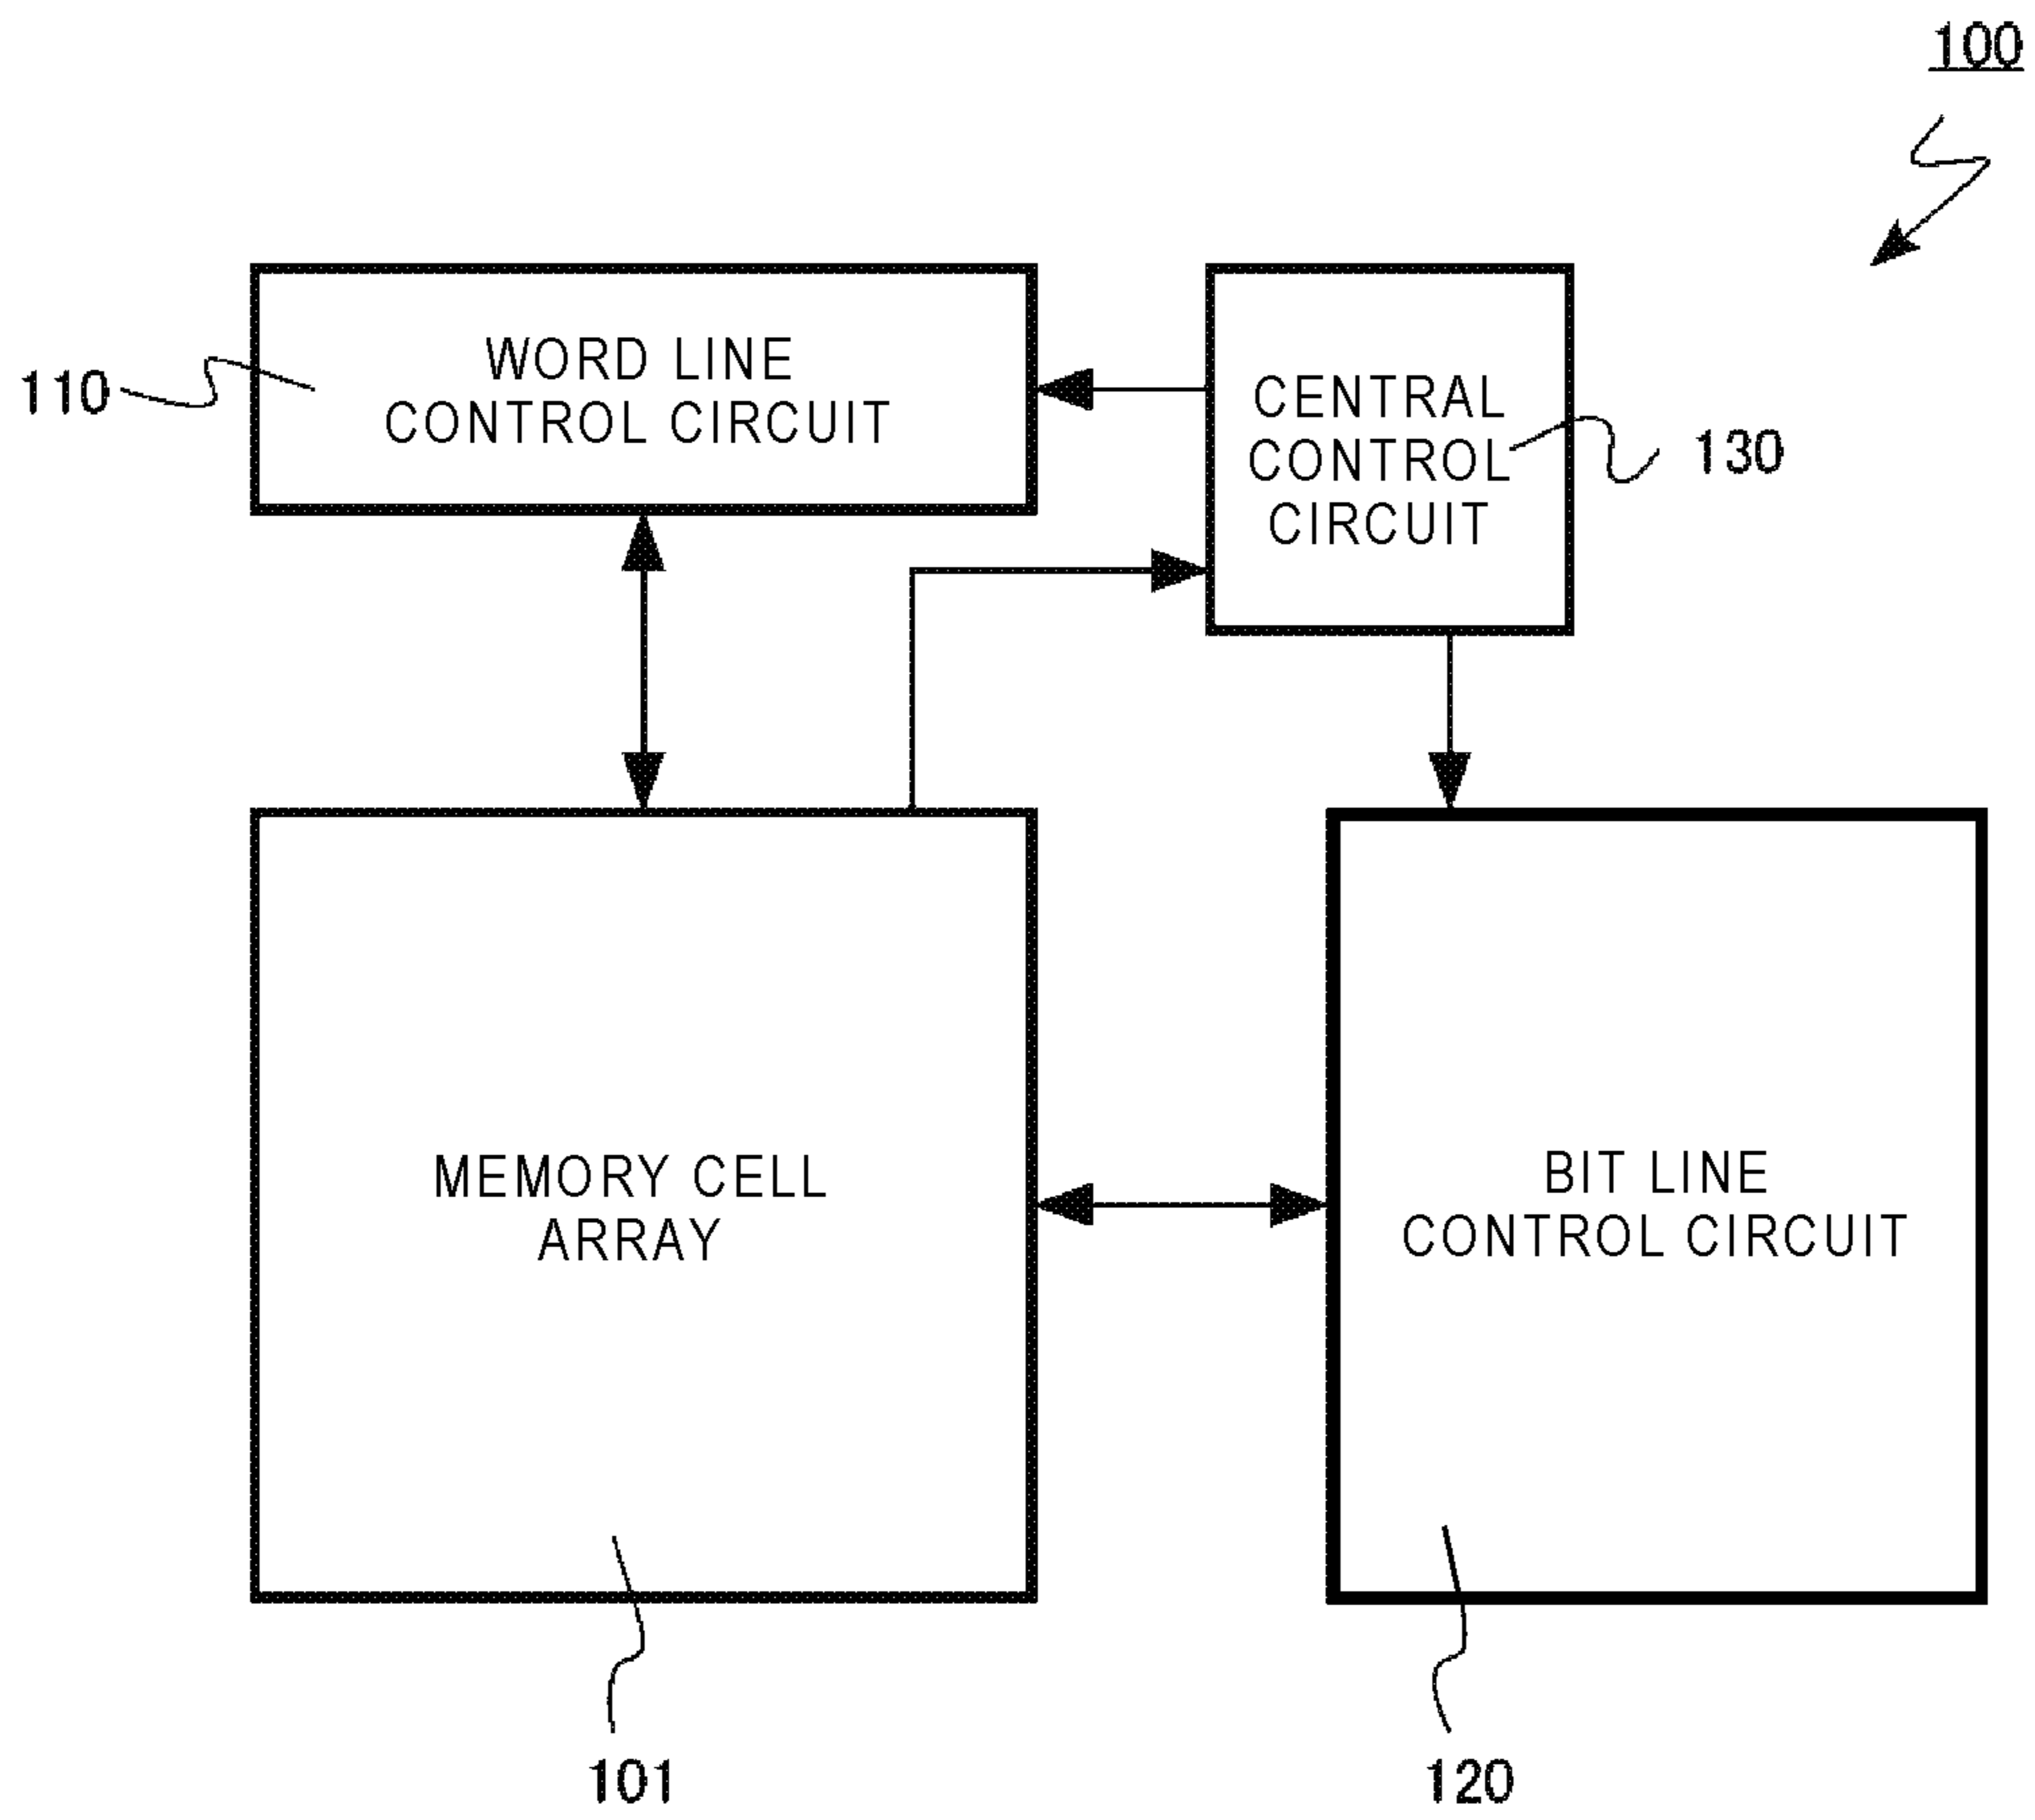 100
WORD LINE
CONTROL CIRCUIT
110
CENTRAL
CONTROL
CIRCUIT
130
MEMORY CELL
ARRAY
BIT LINE
CONTROL CIRCUIT
101
120